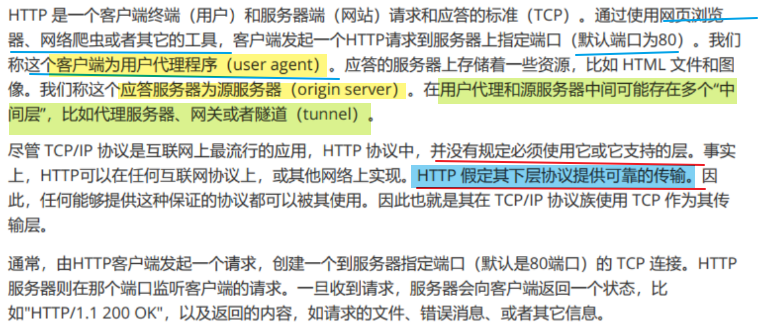 HTTP 是一个客户端终端（用户）和服务器端（网站）请求和应答的标准（TCP）。通过使用网页浏览
器、网络爬虫或者其它的工具，客户端发起一个HTTP请求到服务器上指定端口（默认端口为80）。我们
称这个客户端为用户代理程序（user agent）。应答的服务器上存储着一些资源，比如 HTML 文件和图
像。我们称这个应答服务器为源服务器（origin server）。在用户代理和源服务器中间可能存在多个“中
间层”，比如代理服务器、网关或者隧道（tunnel）。
尽管 TCP/IP 协议是互联网上最流行的应用，HTTP 协议中，并没有规定必须使用它或它支持的层。事实
上，HTTP可以在任何互联网协议上，或其他网络上实现。HTTP 假定其下层协议提供可靠的传输。因
此，任何能够提供这种保证的协议都可以被其使用。因此也就是其在 TCP/IP 协议族使用 TCP 作为其传
输层。
通常，由HTTP客户端发起一个请求，创建一个到服务器指定端口（默认是80端口）的 TCP 连接。HTTP
服务器则在那个端口监听客户端的请求。一旦收到请求，服务器会向客户端返回一个状态，比
如"HTTP/1.1 200 OK"，以及返回的内容，如请求的文件、错误消息、或者其它信息。